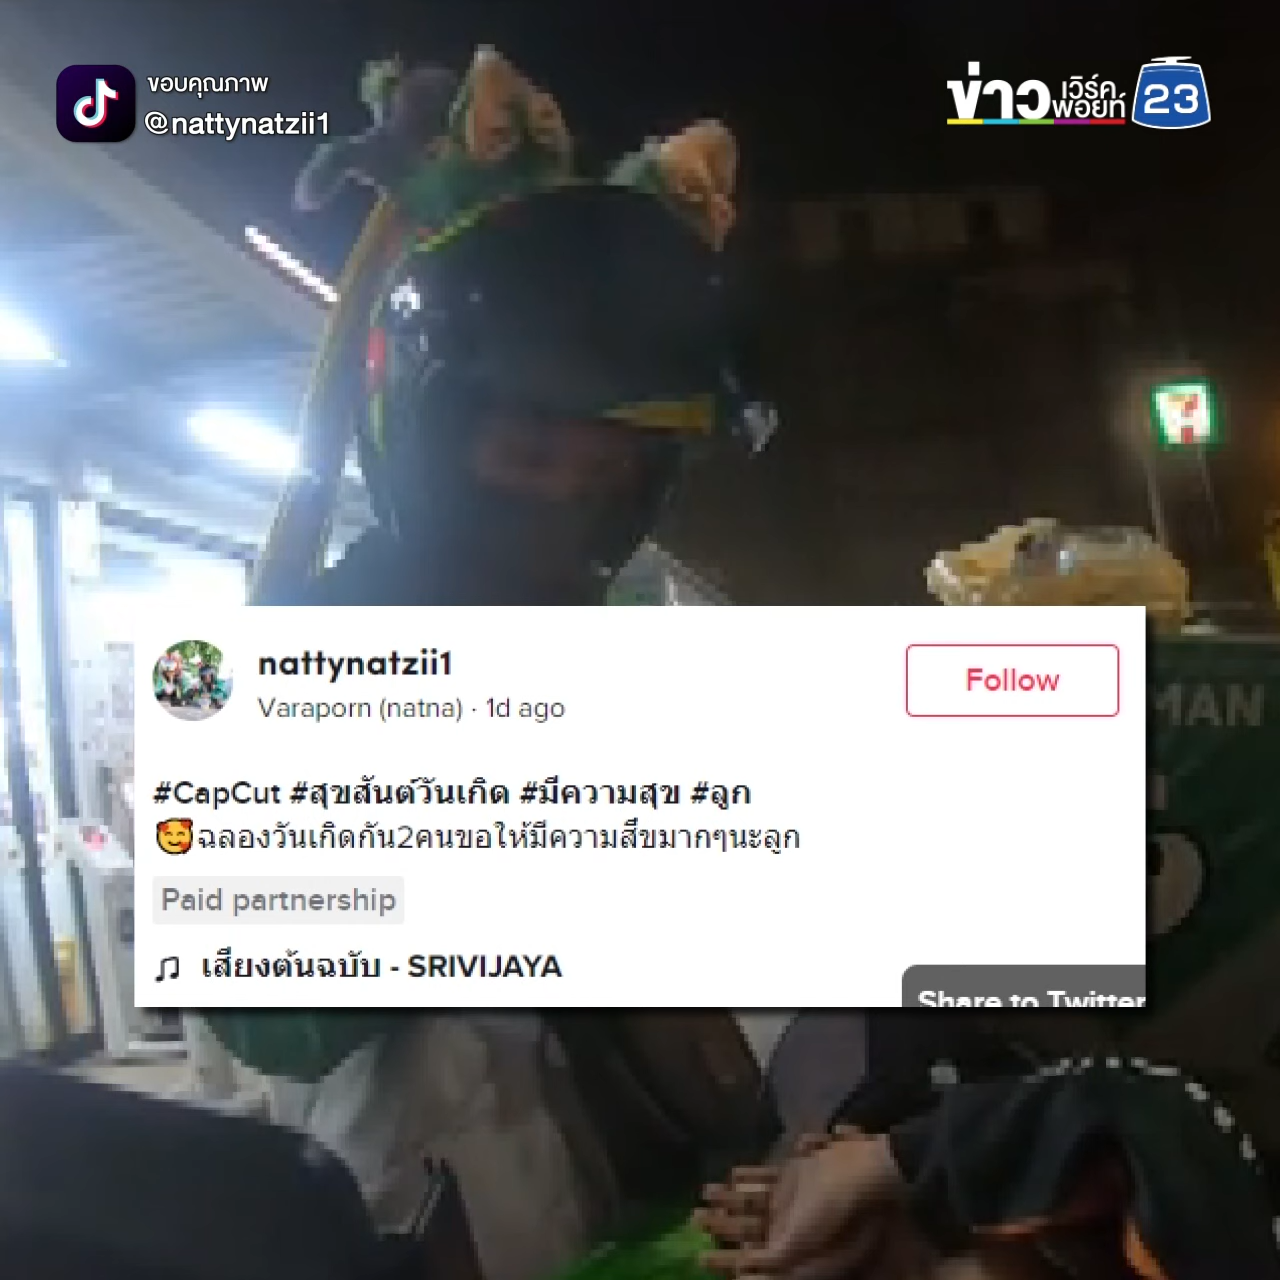 ขอบคุณภาพ
@nattynatzii1
ข่าวเวิร์คพอยท์ 23
MAN
nattynatzii1
Follow
Varaporn (natna) · 1d ago
#CapCut #สุขสันต์วันเกิด #มีความสุข #ลูก
🥰ฉลองวันเกิดกัน2คนขอให้มีความสึขมากๆนะลูก
Paid partnership
เสียงต้นฉบับ - SRIVIJAYA
Share to Twitter